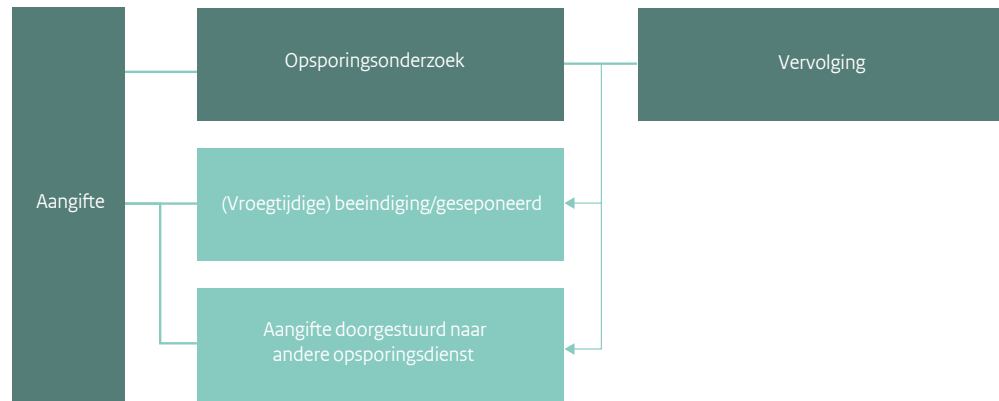 Opsporingsonderzoek
Vervolging
Aangifte
(Vroegtijdige) beeindiging/geseponeerd
Aangifte doorgestuurd naar
andere opsporingsdienst